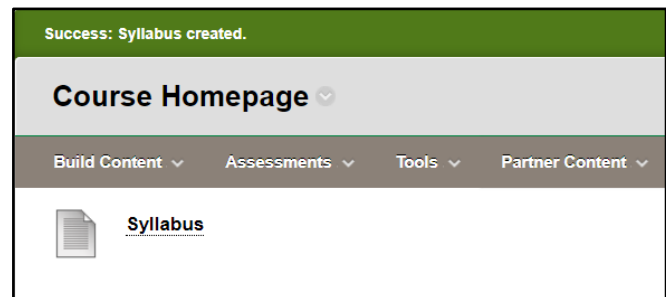 Success: Syllabus created.
Course Homepage
Build Content Assessments Tools Partner Content
Syllabus